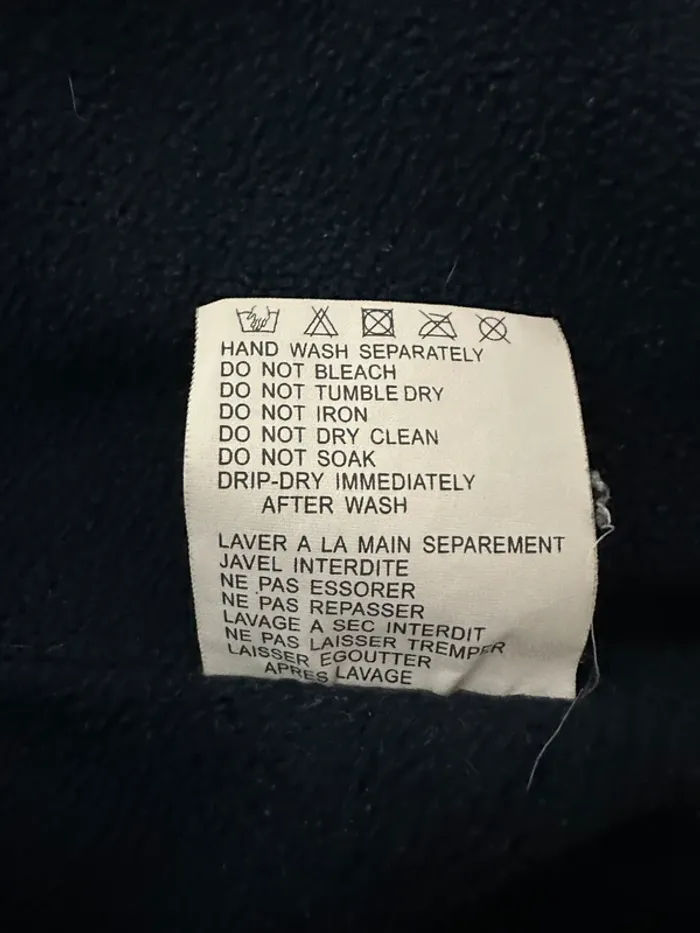 HAND WASH SEPARATELY
DO NOT BLEACH
DO NOT TUMBLE DRY
DO NOT IRON
DO NOT DRY CLEAN
DO NOT SOAK
DRIP-DRY IMMEDIATELY
AFTER WASH
LAVER A LA MAIN SEPAREMENT
JAVEL INTERDITE
NE PAS ESSORER
NE PAS REPASSER
LAVAGE A SEC INTERDIT
NE PAS LAISSER TREMPER
LAISSER EGOUTTER
APRES LAVAGE